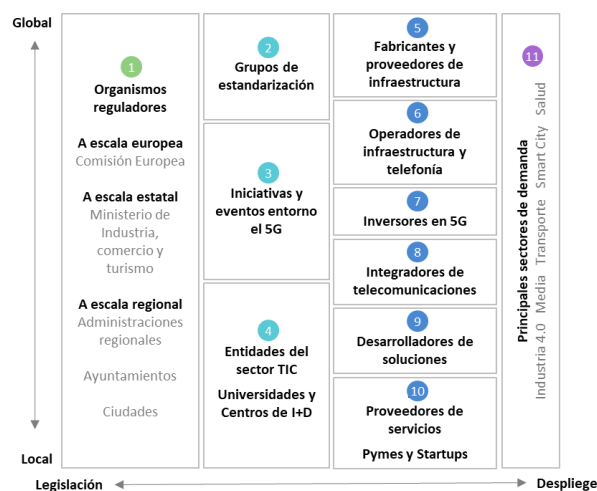 Global
1
Organismos
reguladores
A escala europea
Comisión Europea
A escala estatal
Ministerio de
Industria,
comercio y
turismo
A escala regional
Administraciones
regionales
Ayuntamientos
Ciudades
2
Grupos de
estandarización
3
Iniciativas y
eventos entorno
el 5G
4
Entidades del
sector TIC
Universidades y
Centros de I+D
5
Fabricantes y
proveedores de
infraestructura
6
Operadores de
infraestructura y
telefonía
7
Inversores en 5G
8
Integradores de
telecomunicaciones
9
Desarrolladores de
soluciones
10
Proveedores de
servicios
Pymes y Startups
11
Principales sectores de demanda
Industria 4.0 Media Transporte Smart City Salud
Local
Legislación
Despliege